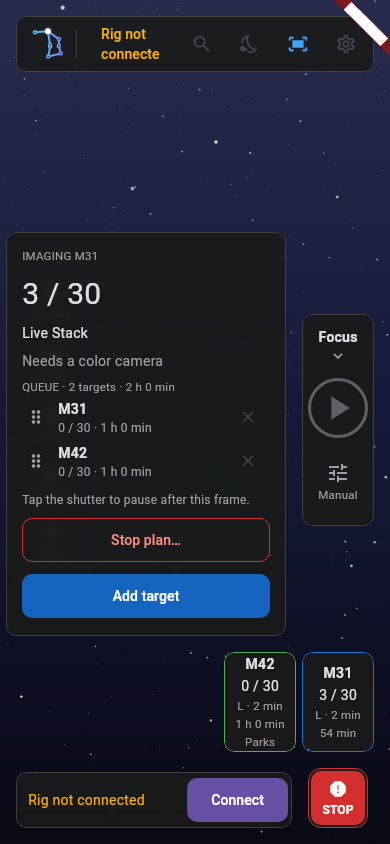 Rig not
connecte
IMAGING M31
3 / 30
Live Stack
Needs a color camera
QUEUE · 2 targets · 2 h 0 min
M31
0 / 30 · 1 h 0 min
M42
0 / 30 · 1 h 0 min
Tap the shutter to pause after this frame.
Stop plan…
Add target
Focus
Manual
M42
0 / 30
L · 2 min
1 h 0 min
Parks
M31
3 / 30
L · 2 min
54 min
Rig not connected
Connect
STOP